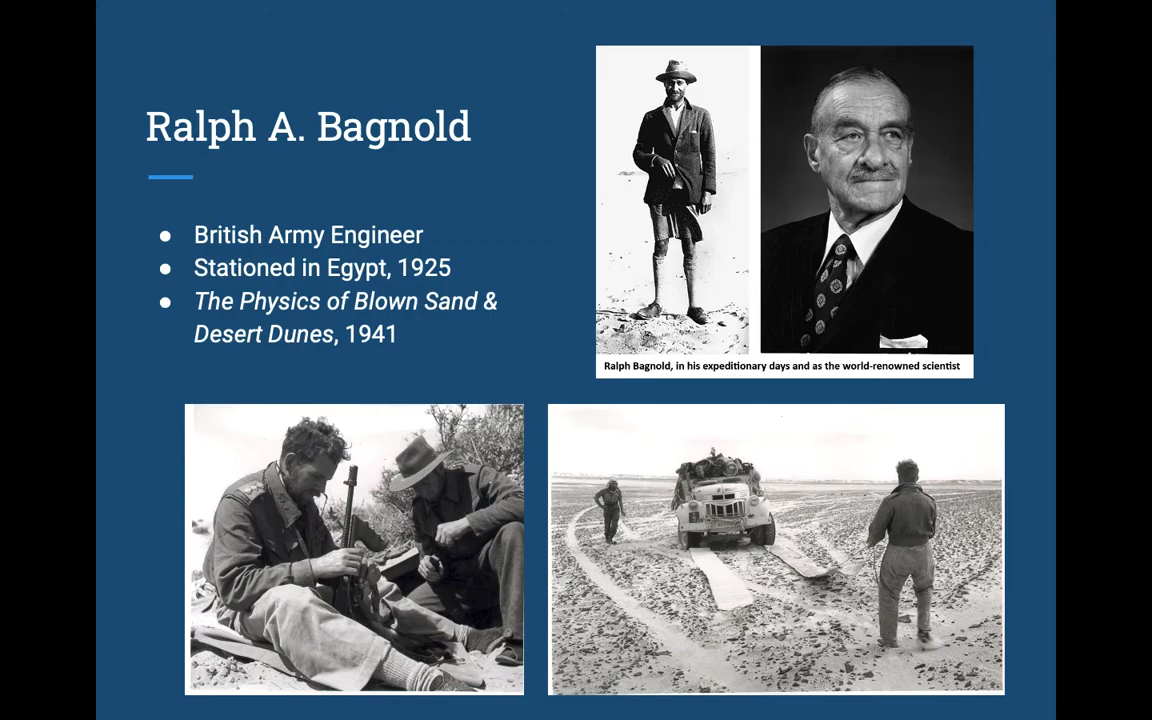 Ralph A. Bagnold
● British Army Engineer
● Stationed in Egypt, 1925
● The Physics of Blown Sand &
Desert Dunes, 1941
Ralph Bagnold, in his expeditionary days and as the world-renowned scientist